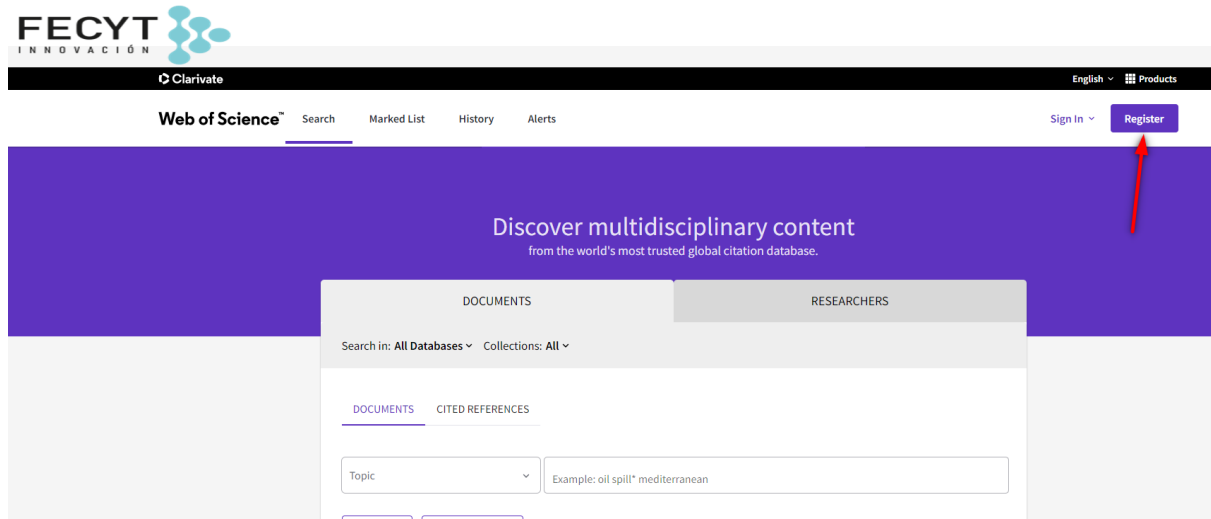 FECYT
INNOVACIÓN
Clarivate
English
Products
Web of Science™
Search
Marked List
History
Alerts
Sign In
Register
Discover multidisciplinary content
from the world's most trusted global citation database.
DOCUMENTS
RESEARCHERS
Search in: All Databases Collections: All
DOCUMENTS
CITED REFERENCES
Topic
Example: oil spill* mediterranean